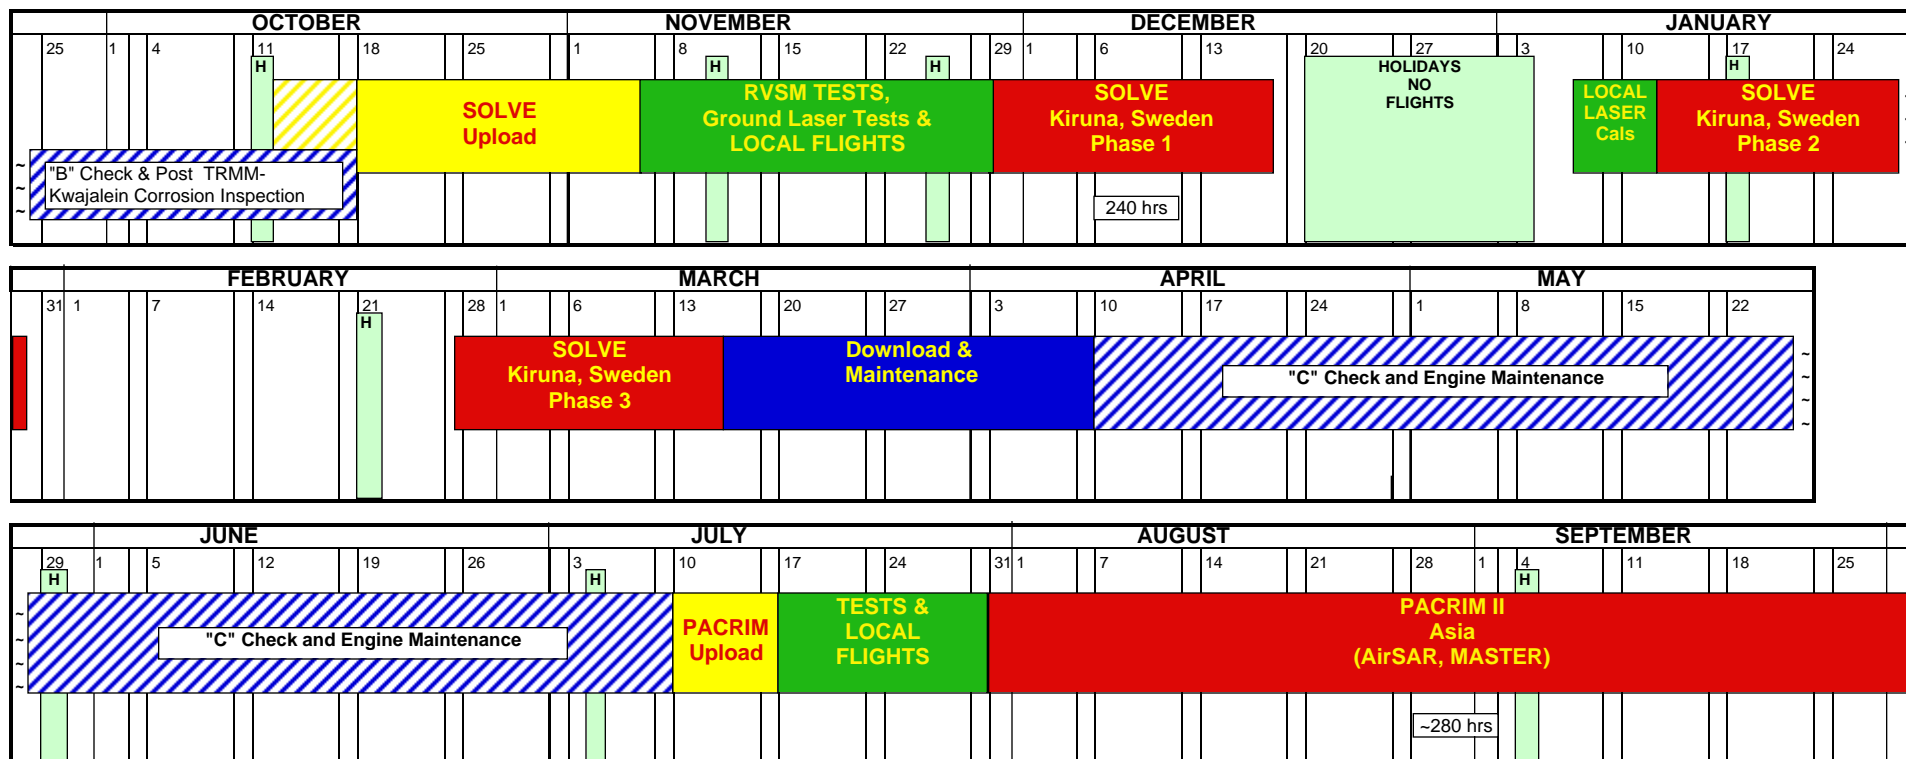 OCTOBER NOVEMBER DECEMBER JANUARY
25 1 4 11 18 25 1 8 15 22 29 1 6 13 20 27 3 10 17 24
H H H H
HOLIDAYS
NO
FLIGHTS
SOLVE
Upload
RVSM TESTS,
Ground Laser Tests &
LOCAL FLIGHTS
SOLVE
Kiruna, Sweden
Phase 1
LOCAL
LASER
Cals
SOLVE
Kiruna, Sweden
Phase 2
~
~
~
~
~
~
"B" Check & Post TRMM-
Kwajalein Corrosion Inspection
240 hrs
FEBRUARY MARCH APRIL MAY
31 1 7 14 21 28 1 6 13 20 27 3 10 17 24 1 8 15 22
H
SOLVE
Kiruna, Sweden
Phase 3
Download &
Maintenance
"C" Check and Engine Maintenance
~
~
~
~
JUNE JULY AUGUST SEPTEMBER
29 1 5 12 19 26 3 10 17 24 31 1 7 14 21 28 1 4 11 18 25
H H H
~
~
~
~
"C" Check and Engine Maintenance
PACRIM
Upload
TESTS &
LOCAL
FLIGHTS
PACRIM II
Asia
(AirSAR, MASTER)
~280 hrs